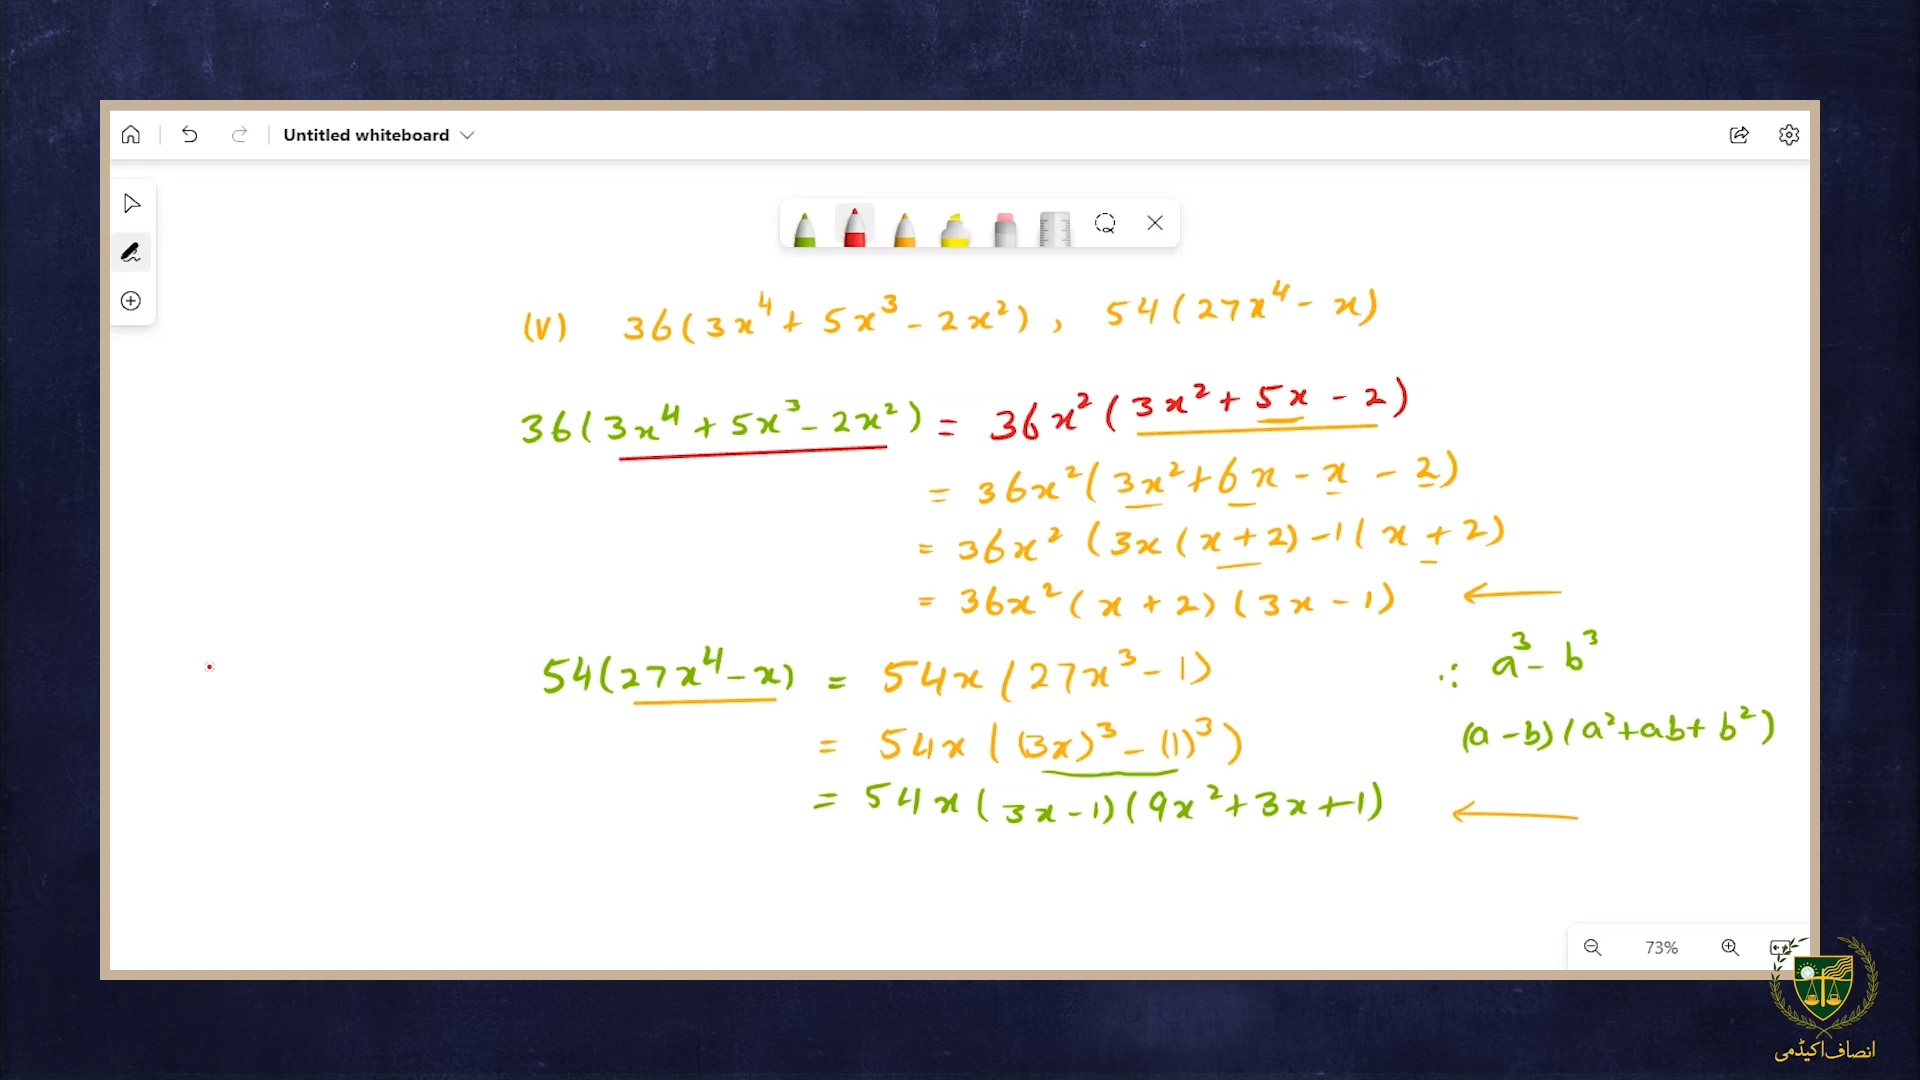 Untitled whiteboard
(V) 36(3x⁴ + 5x³ - 2x²) , 54(27x⁴ - x)
36(3x⁴ + 5x³ - 2x²) = 36x²(3x² + 5x - 2)
= 36x²(3x² + 6x - x - 2)
= 36x² (3x(x+2) - 1(x+2)
= 36x²(x + 2)(3x - 1) ←
54(27x⁴ - x) = 54x(27x³ - 1)
∵ a³ - b³
= 54x((3x)³ - (1)³)
(a - b)(a² + ab + b²)
= 54x(3x - 1)(9x² + 3x + 1) ←
73%
انصاف اکیڈمی